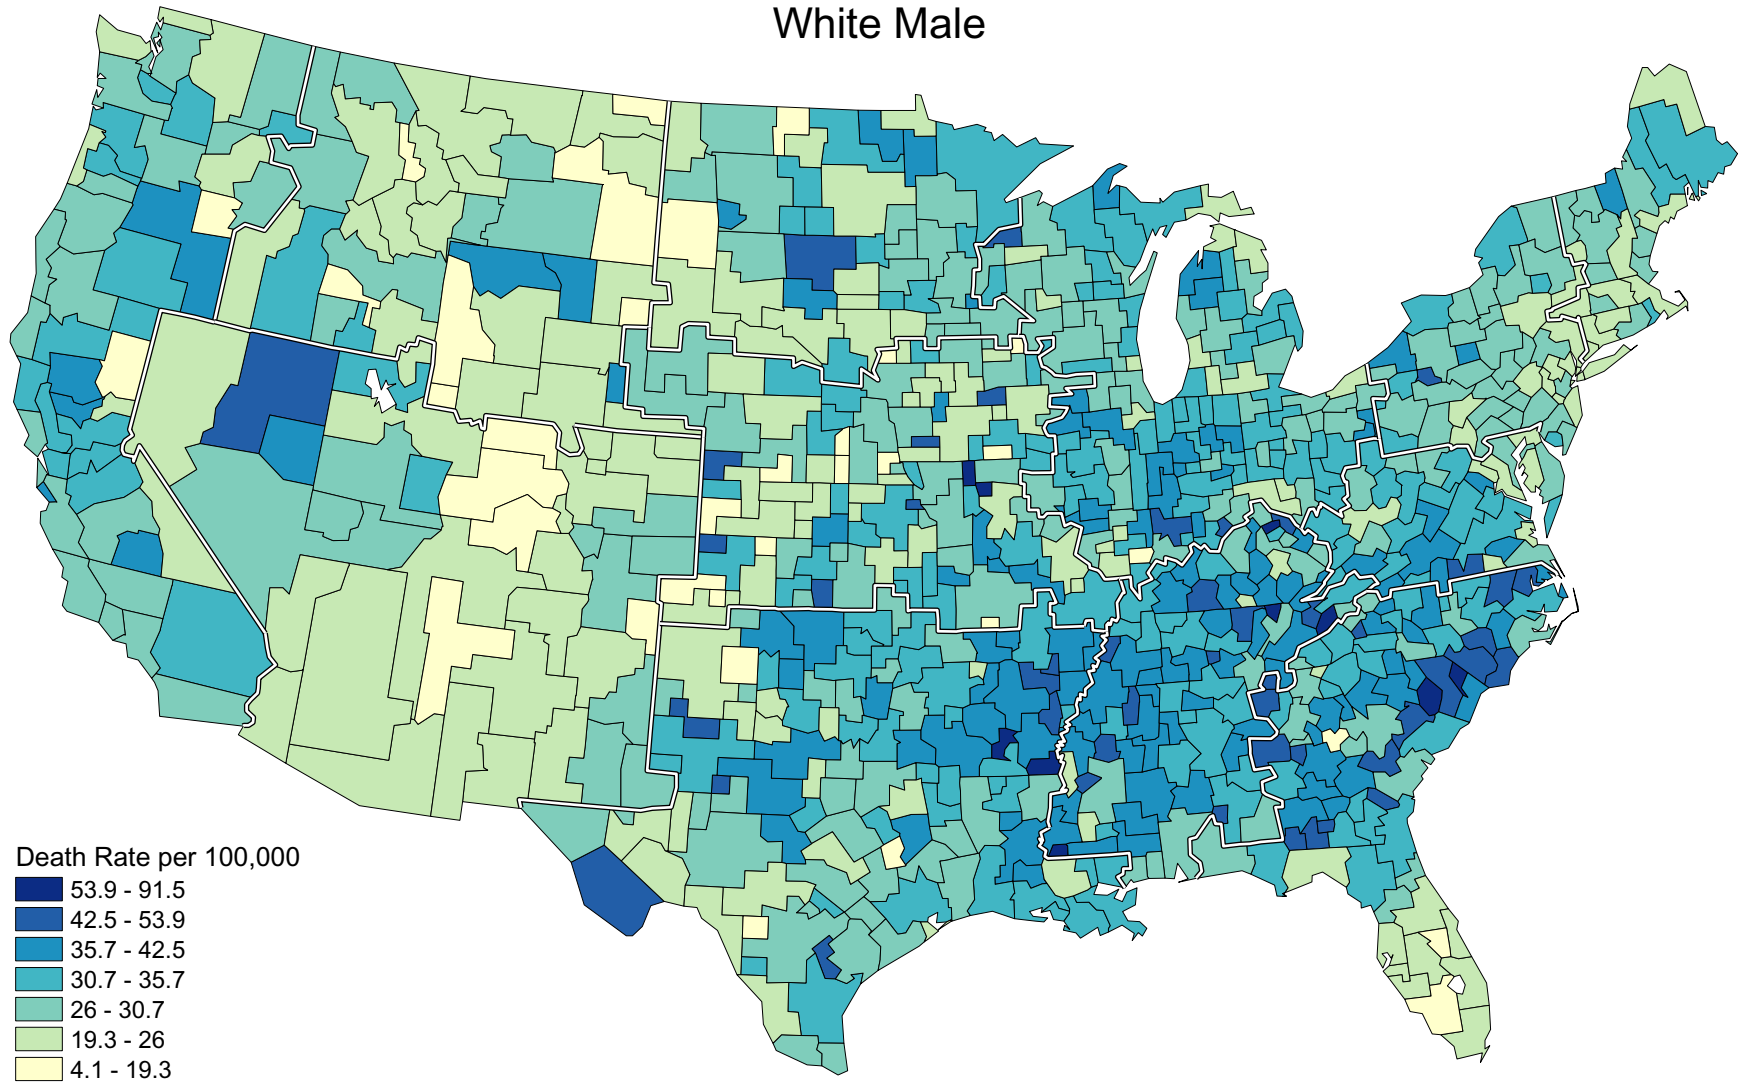 White Male
Death Rate per 100,000
53.9 - 91.5
42.5 - 53.9
35.7 - 42.5
30.7 - 35.7
26 - 30.7
19.3 - 26
4.1 - 19.3